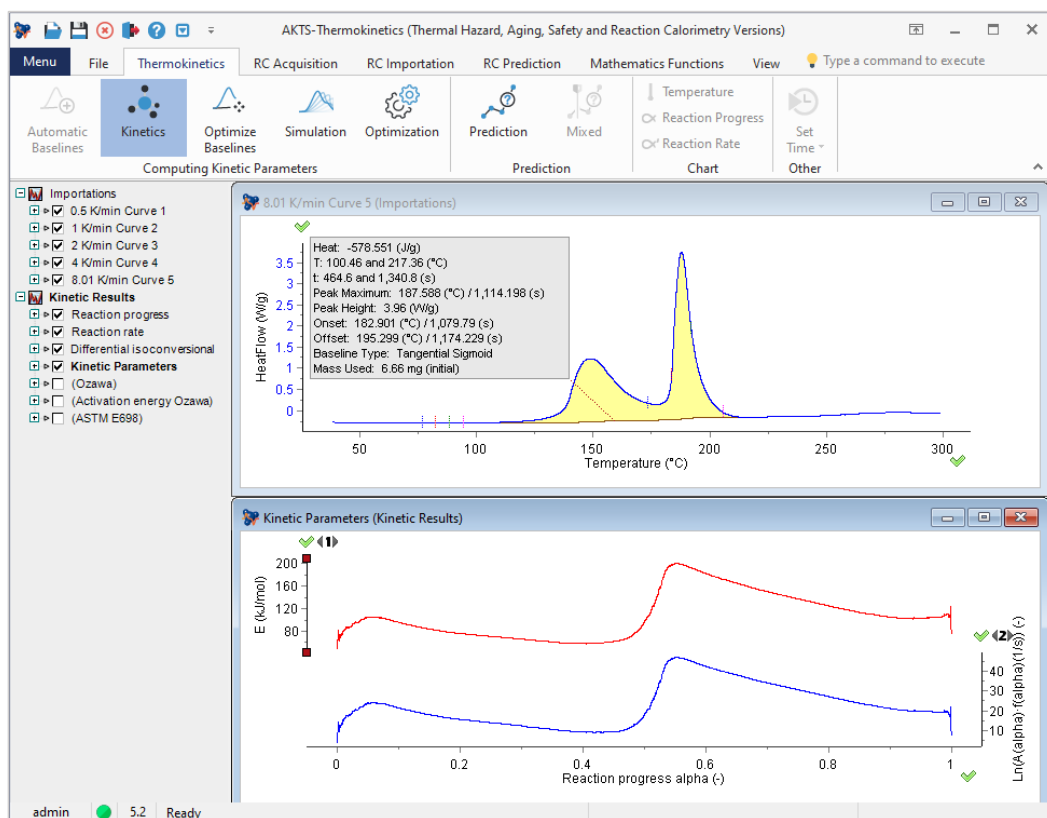 AKTS-Thermokinetics (Thermal Hazard, Aging, Safety and Reaction Calorimetry Versions)
Menu File Thermokinetics RC Acquisition RC Importation RC Prediction Mathematics Functions View Type a command to execute
Automatic Baselines
Kinetics
Optimize Baselines
Simulation
Optimization
Prediction
Mixed
Temperature
Reaction Progress
Reaction Rate
Set Time
Computing Kinetic Parameters
Prediction
Chart
Other
Importations
0.5 K/min Curve 1
1 K/min Curve 2
2 K/min Curve 3
4 K/min Curve 4
8.01 K/min Curve 5
Kinetic Results
Reaction progress
Reaction rate
Differential isoconversional
Kinetic Parameters
(Ozawa)
(Activation energy Ozawa)
(ASTM E698)
8.01 K/min Curve 5 (Importations)
Heat: -578.551 (J/g)
T: 100.46 and 217.36 (°C)
t: 464.6 and 1,340.8 (s)
Peak Maximum: 187.588 (°C) / 1,114.198 (s)
Peak Height: 3.96 (W/g)
Onset: 182.901 (°C) / 1,079.79 (s)
Offset: 195.299 (°C) / 1,174.229 (s)
Baseline Type: Tangential Sigmoid
Mass Used: 6.66 mg (initial)
HeatFlow (W/g)
3.5
3
2.5
2
1.5
1
0.5
0
50 100 150 200 250 300
Temperature (°C)
Kinetic Parameters (Kinetic Results)
1
E (kJ/mol)
200
160
120
80
2
Ln(A(alpha)·f(alpha)(1/s)) (-)
40
30
20
10
0 0.2 0.4 0.6 0.8 1
Reaction progress alpha (-)
admin 5.2 Ready